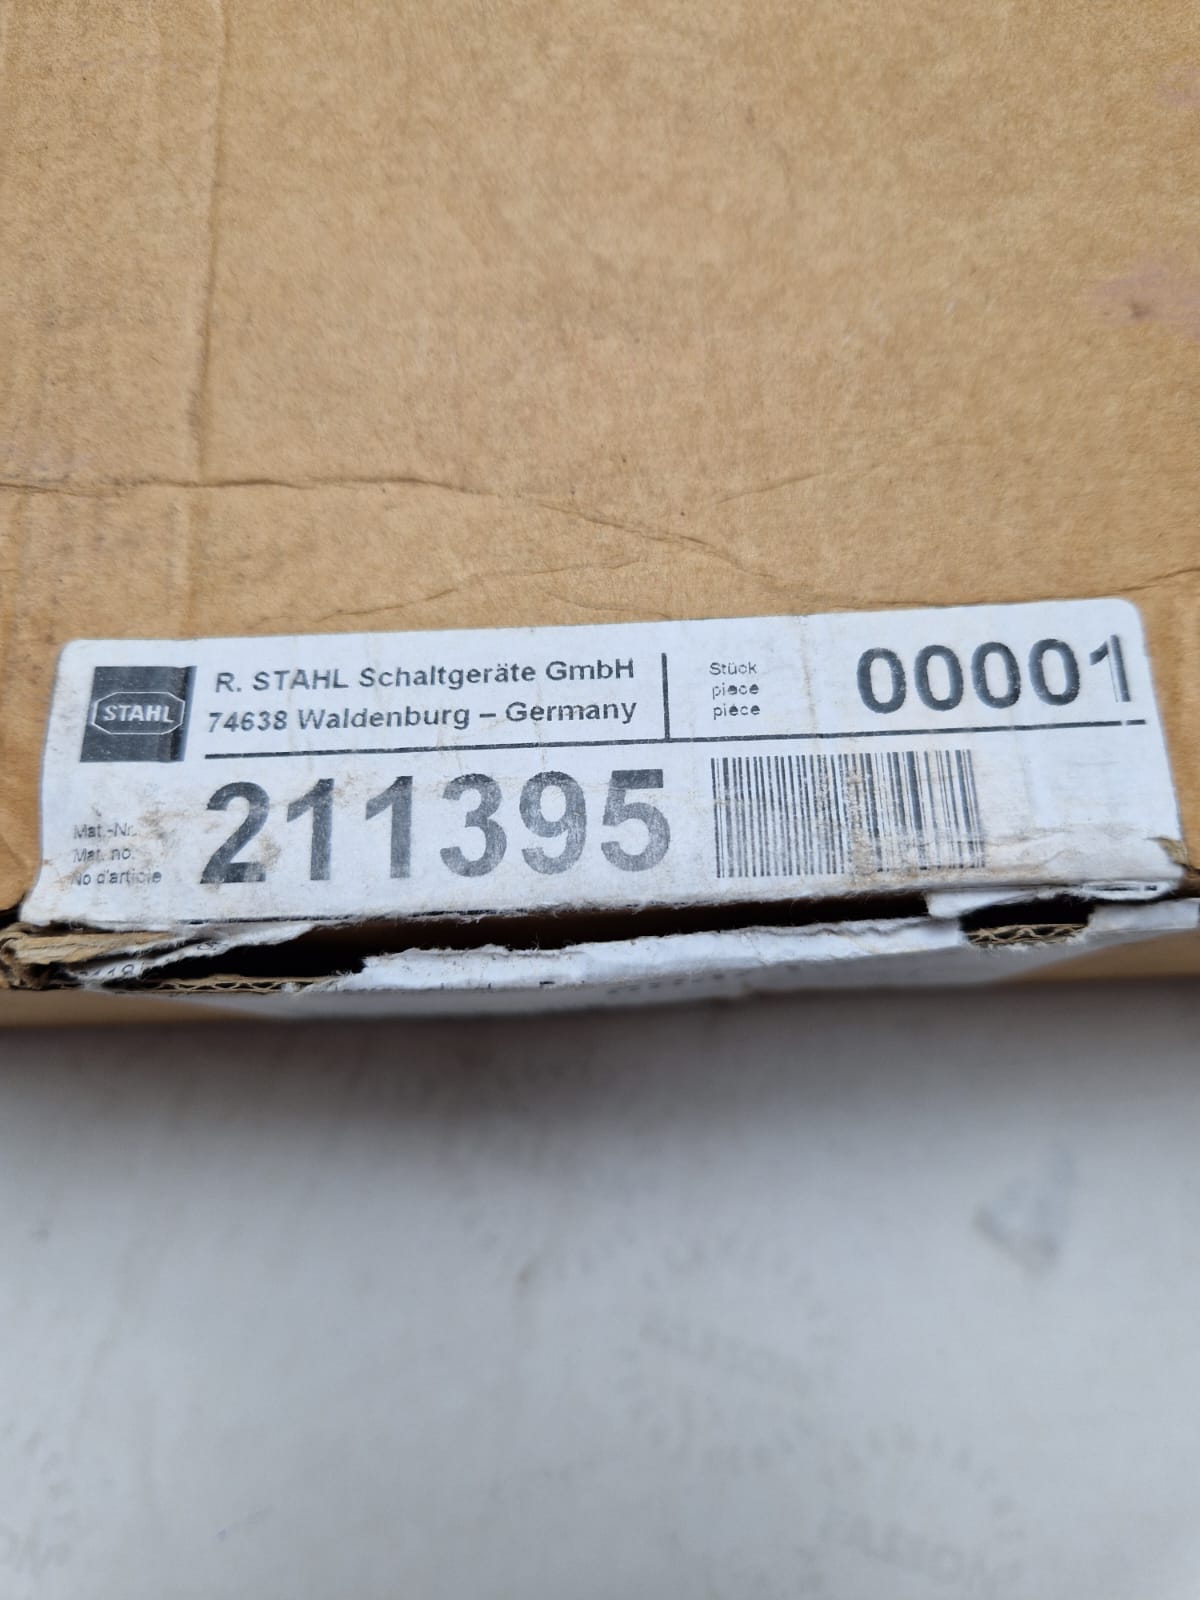 STAHL
R. STAHL Schaltgeräte GmbH
74638 Waldenburg – Germany
Stück
piece
pièce
00001
Mat.-Nr.
Mat. no.
No d'article
211395